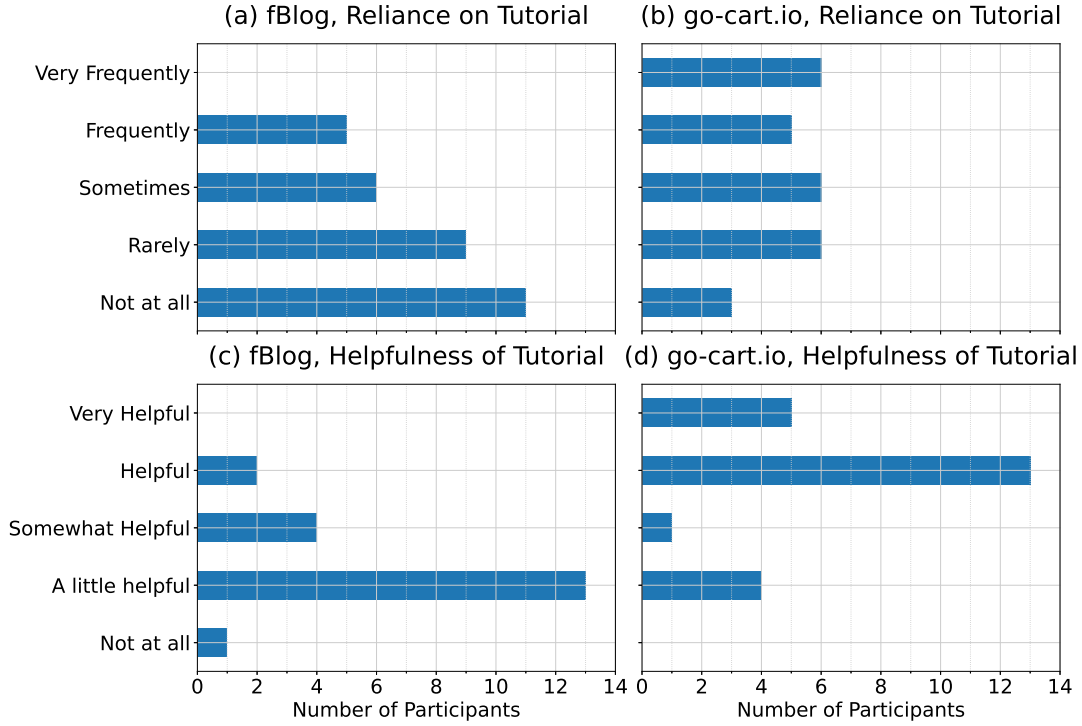 (a) fBlog, Reliance on Tutorial
(b) go-cart.io, Reliance on Tutorial
Very Frequently
Frequently
Sometimes
Rarely
Not at all
(c) fBlog, Helpfulness of Tutorial
(d) go-cart.io, Helpfulness of Tutorial
Very Helpful
Helpful
Somewhat Helpful
A little helpful
Not at all
0 2 4 6 8 10 12 14
0 2 4 6 8 10 12 14
Number of Participants
Number of Participants